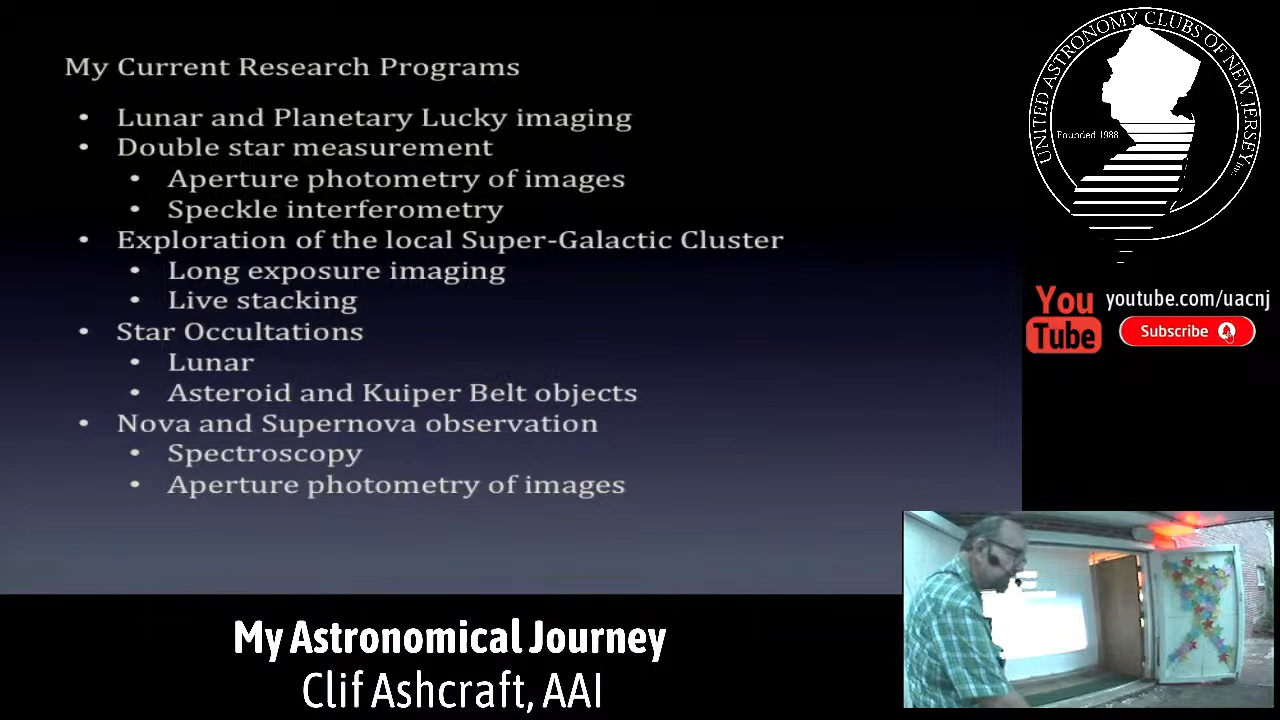 My Current Research Programs
• Lunar and Planetary Lucky imaging
• Double star measurement
• Aperture photometry of images
• Speckle interferometry
• Exploration of the local Super-Galactic Cluster
• Long exposure imaging
• Live stacking
• Star Occultations
• Lunar
• Asteroid and Kuiper Belt objects
• Nova and Supernova observation
• Spectroscopy
• Aperture photometry of images
UNITED ASTRONOMY CLUBS OF NEW JERSEY, Inc.
Founded 1988
You
Tube
youtube.com/uacnj
Subscribe
My Astronomical Journey
Clif Ashcraft, AAI